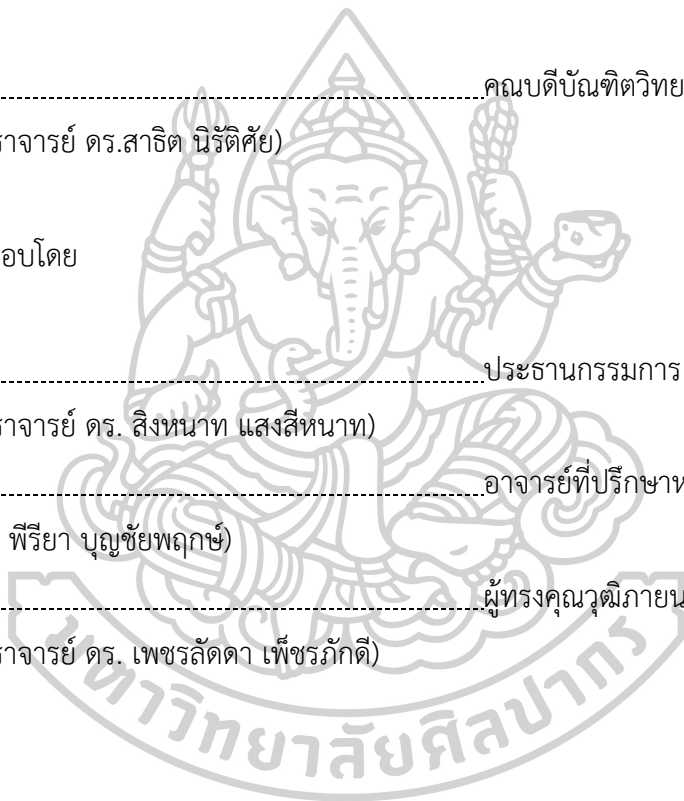 คณบดีบัณฑิตวิทย
ราจารย์ ดร.สาธิต นิรัติศัย)
อบโดย
ประธานกรรมการ
ราจารย์ ดร. สิงหนาท แสงสีหนาท)
อาจารย์ที่ปรึกษาห
พีรียา บุญชัยพฤกษ์)
ผู้ทรงคุณวุฒิภายน
ราจารย์ ดร. เพชรลัดดา เพ็ชรภักดี)
มหาวิทยาลัยศิลปากร